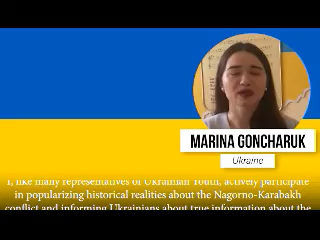 MARINA GONCHARUK
Ukraine
I, like many representatives of Ukrainian Youth, actively participate
in popularizing historical realities about the Nagorno-Karabakh
conflict and informing Ukrainians about true information about the